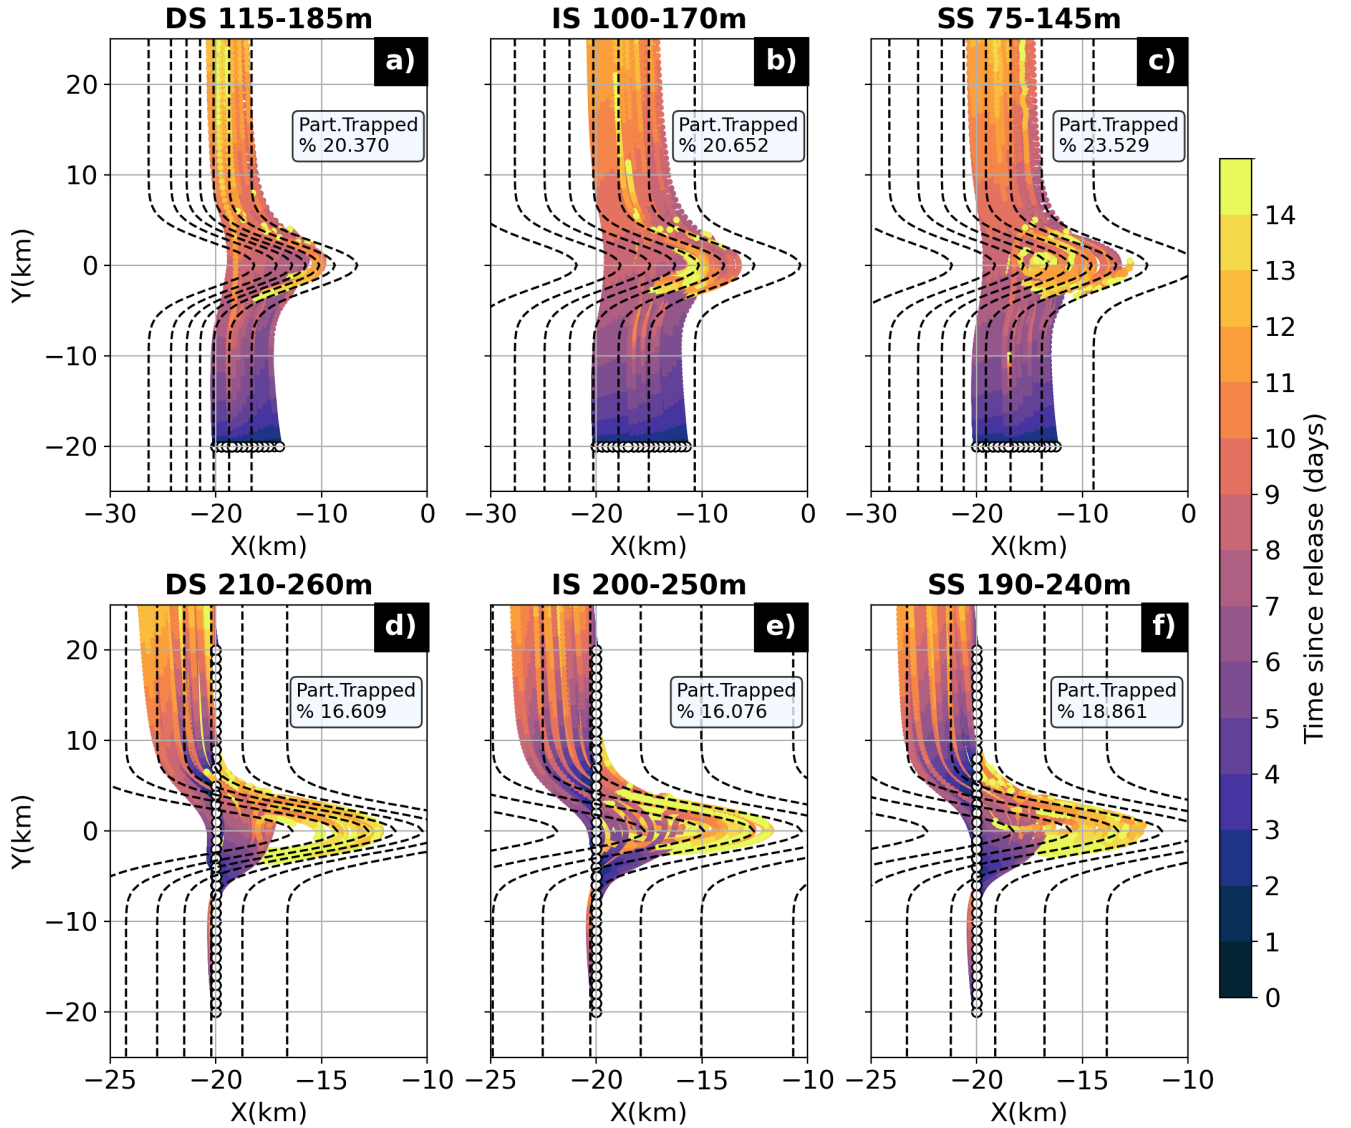 DS 115-185m
IS 100-170m
SS 75-145m
a)
b)
c)
Part.Trapped
% 20.370
Part.Trapped
% 20.652
Part.Trapped
% 23.529
Y(km)
20
10
0
−10
−20
−30
−20
−10
0
X(km)
−30
−20
−10
0
X(km)
−30
−20
−10
0
X(km)
DS 210-260m
IS 200-250m
SS 190-240m
d)
e)
f)
Part.Trapped
% 16.609
Part.Trapped
% 16.076
Part.Trapped
% 18.861
Y(km)
20
10
0
−10
−20
−25
−20
−15
−10
X(km)
−25
−20
−15
−10
X(km)
−25
−20
−15
−10
X(km)
14
13
12
11
10
9
8
7
6
5
4
3
2
1
0
Time since release (days)